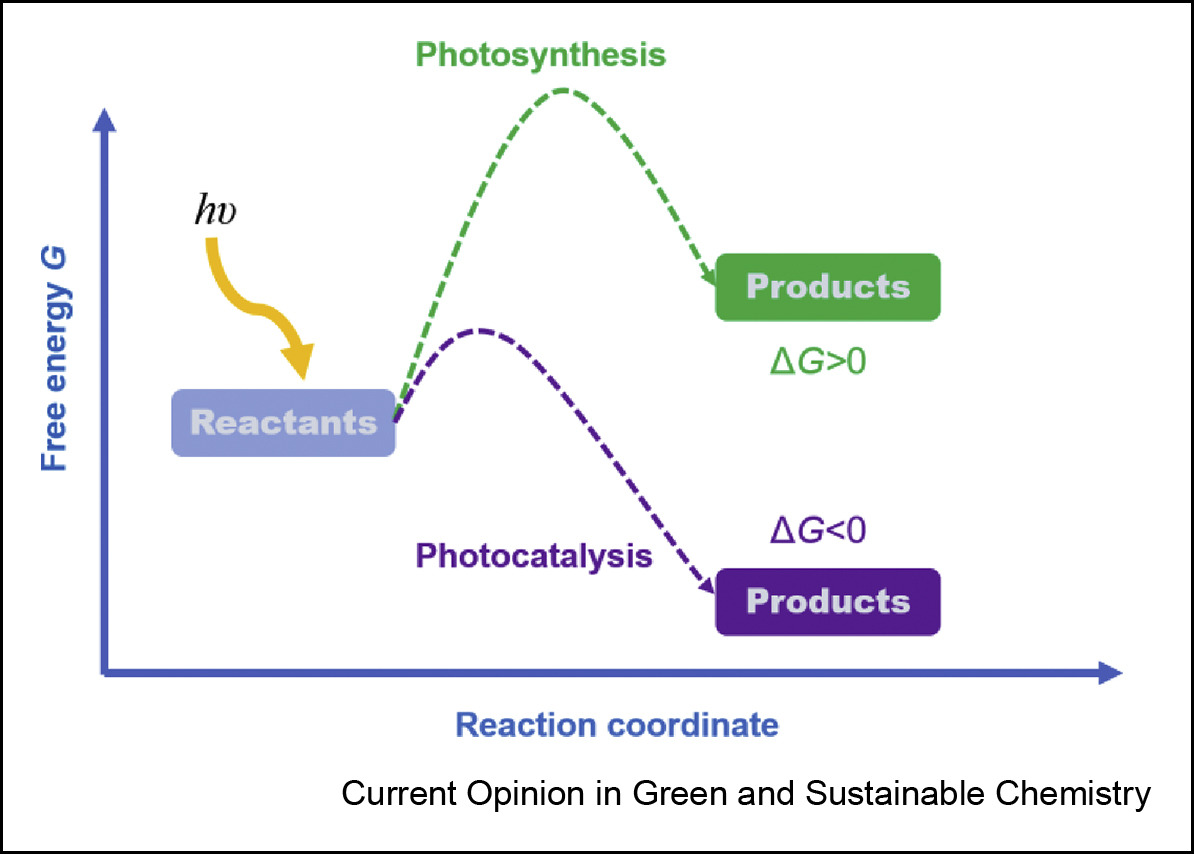 Photosynthesis
hυ
Free energy G
Products
ΔG>0
Reactants
ΔG<0
Photocatalysis
Products
Reaction coordinate
Current Opinion in Green and Sustainable Chemistry